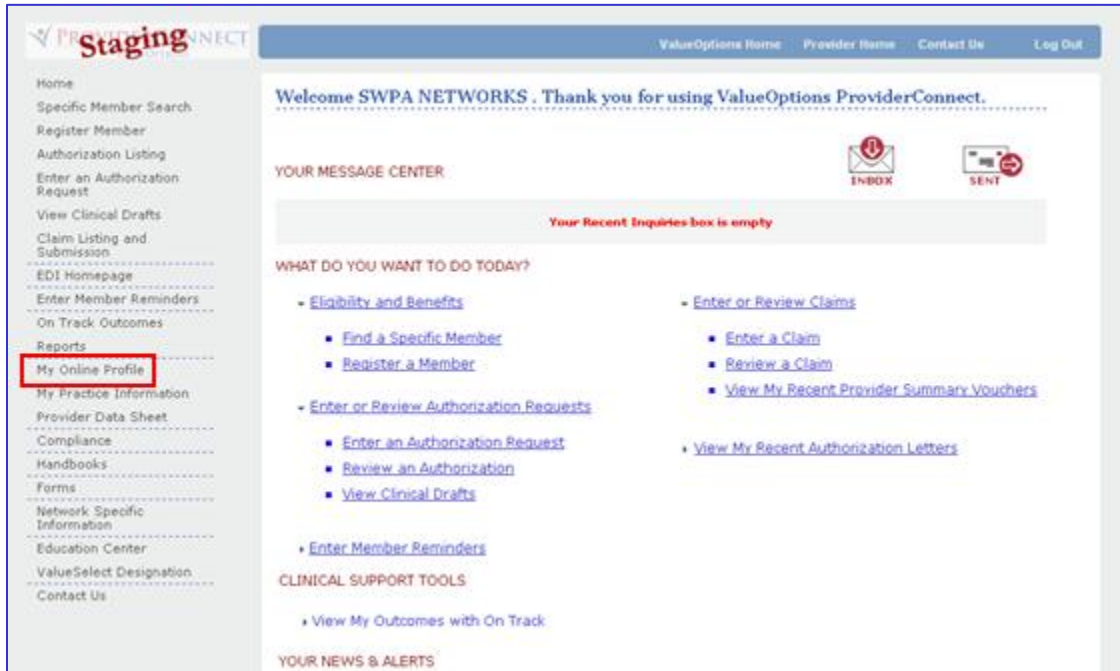 Staging
ValueOptions Home Provider Home Contact Us Log Out
Home
Specific Member Search
Register Member
Authorization Listing
Enter an Authorization
Request
View Clinical Drafts
Claim Listing and
Submission
EDI Homepage
Enter Member Reminders
On Track Outcomes
Reports
My Online Profile
My Practice Information
Provider Data Sheet
Compliance
Handbooks
Forms
Network Specific
Information
Education Center
ValueSelect Designation
Contact Us
Welcome SWPA NETWORKS . Thank you for using ValueOptions ProviderConnect.
YOUR MESSAGE CENTER
INBOX
SENT
Your Recent Inquiries box is empty
WHAT DO YOU WANT TO DO TODAY?
Eligibility and Benefits
Find a Specific Member
Register a Member
Enter or Review Authorization Requests
Enter an Authorization Request
Review an Authorization
View Clinical Drafts
Enter Member Reminders
Enter or Review Claims
Enter a Claim
Review a Claim
View My Recent Provider Summary Vouchers
View My Recent Authorization Letters
CLINICAL SUPPORT TOOLS
View My Outcomes with On Track
YOUR NEWS & ALERTS